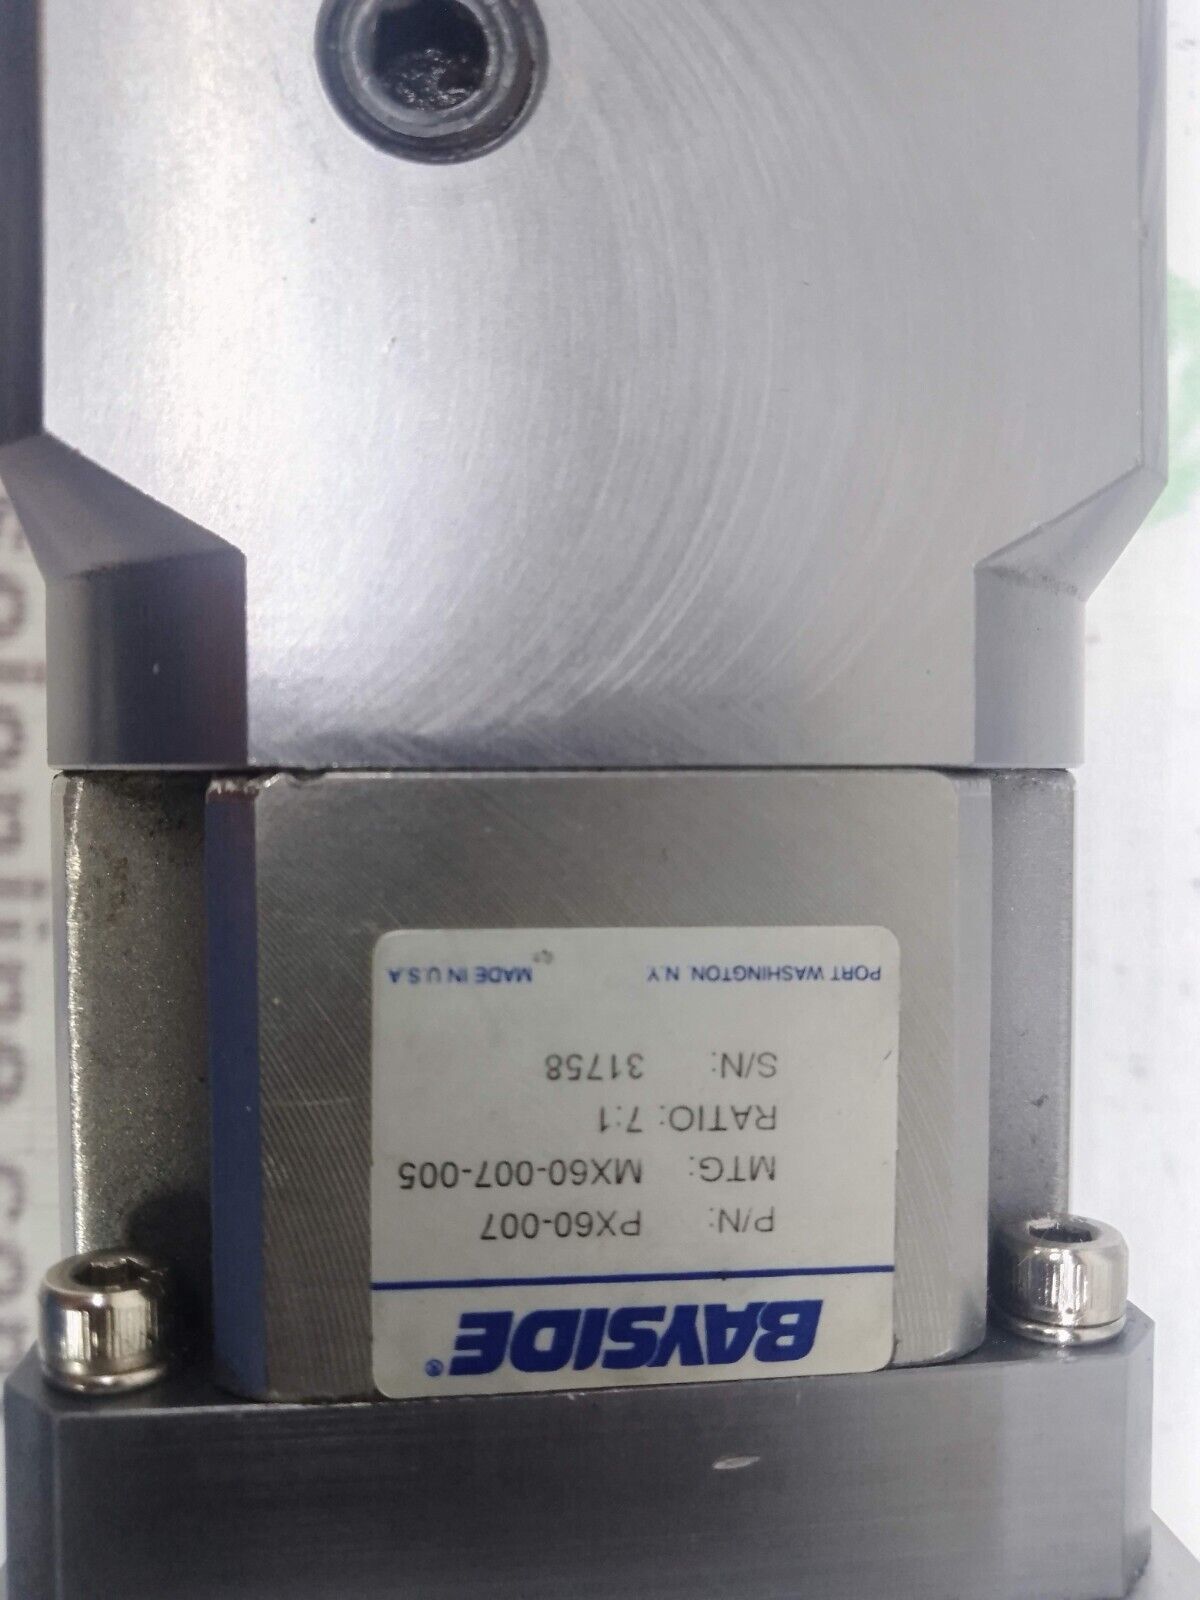 BAYSIDE®
P/N: PX60-007
MTG: MX60-007-005
RATIO: 7:1
S/N: 31758
PORT WASHINGTON, N.Y. MADE IN U.S.A